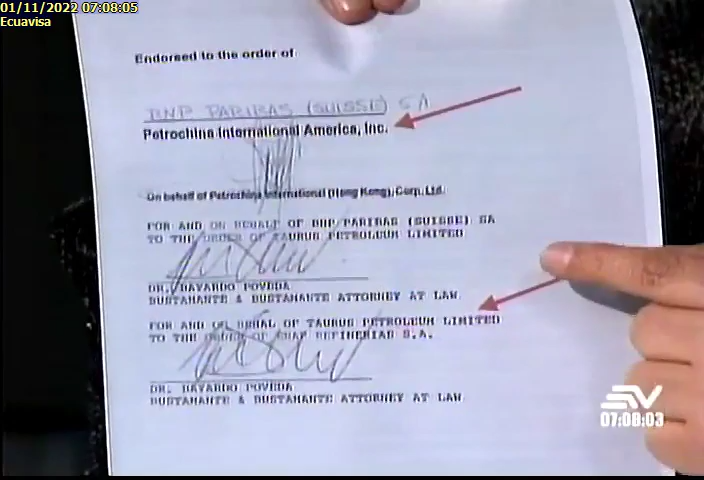 01/11/2022 07:08:05
Ecuavisa
Endorsed to the order of
BNP PARIBAS (SUISSE) SA
Petrochina International America, Inc.
On behalf of Petrochina International (Hong Kong), Corp. Ltd.
FOR AND ON BEHALF OF BNP PARIBAS (SUISSE) SA
TO THE ORDER OF TAURUS PETROLEUM LIMITED
DR. BAYARDO POVEDA
BUSTAMANTE & BUSTAMANTE ATTORNEY AT LAW
FOR AND ON BEHAL OF TAURUS PETROLEUM LIMITED
TO THE ORDER OF REFINERIAS S.A.
DR. BAYARDO POVEDA
BUSTAMANTE & BUSTAMANTE ATTORNEY AT LAW
07:08:03